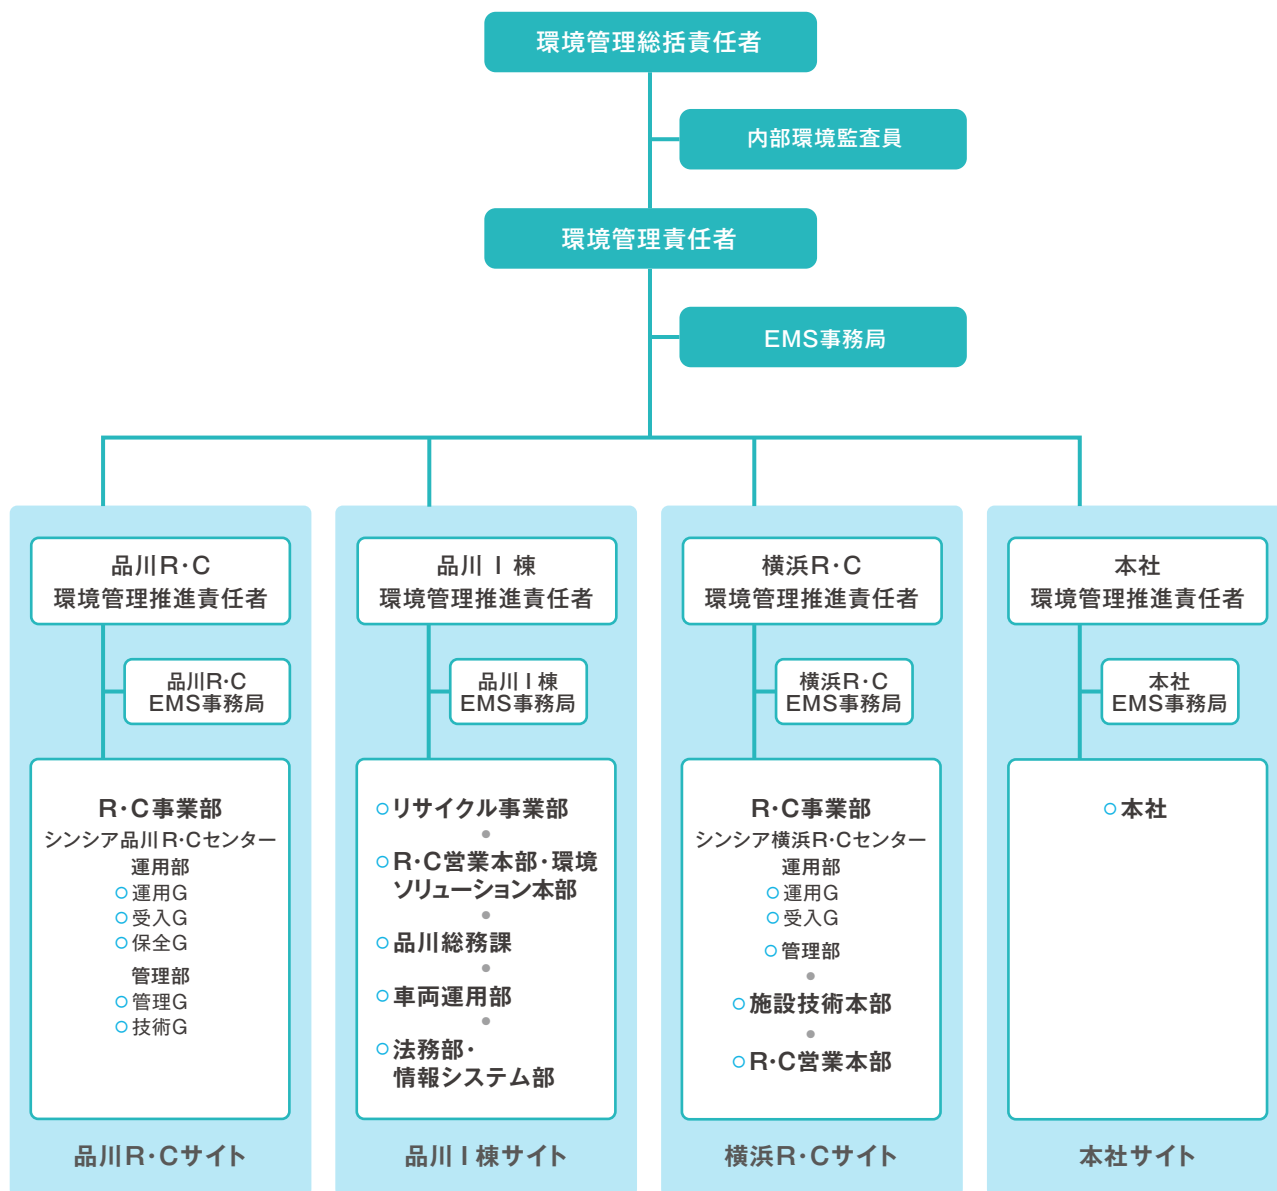 環境管理総括責任者
内部環境監査員
環境管理責任者
EMS事務局
品川R・C
環境管理推進責任者
品川R・C
EMS事務局
R・C事業部
シンシア品川R・Cセンター
運用部
運用G
受入G
保全G
管理部
管理G
技術G
品川R・Cサイト
品川Ⅰ棟
環境管理推進責任者
品川Ⅰ棟
EMS事務局
リサイクル事業部
R・C営業本部・環境
ソリューション本部
品川総務課
車両運用部
法務部・
情報システム部
品川Ⅰ棟サイト
横浜R・C
環境管理推進責任者
横浜R・C
EMS事務局
R・C事業部
シンシア横浜R・Cセンター
運用部
運用G
受入G
管理部
施設技術本部
R・C営業本部
横浜R・Cサイト
本社
環境管理推進責任者
本社
EMS事務局
本社
本社サイト